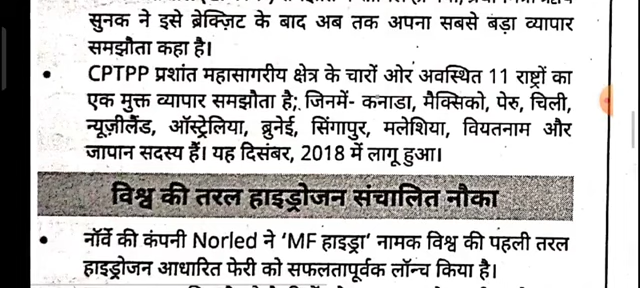 सुनक ने इसे ब्रेक्ज़िट के बाद अब तक अपना सबसे बड़ा व्यापार
समझौता कहा है।
• CPTPP प्रशांत महासागरीय क्षेत्र के चारों ओर अवस्थित 11 राष्ट्रों का
एक मुक्त व्यापार समझौता है; जिनमें- कनाडा, मैक्सिको, पेरु, चिली,
न्यूज़ीलैंड, ऑस्ट्रेलिया, ब्रुनेई, सिंगापुर, मलेशिया, वियतनाम और
जापान सदस्य हैं। यह दिसंबर, 2018 में लागू हुआ।
विश्व की तरल हाइड्रोजन संचालित नौका
• नॉर्वे की कंपनी Norled ने ‘MF हाइड्रा’ नामक विश्व की पहली तरल
हाइड्रोजन आधारित फेरी को सफलतापूर्वक लॉन्च किया है।